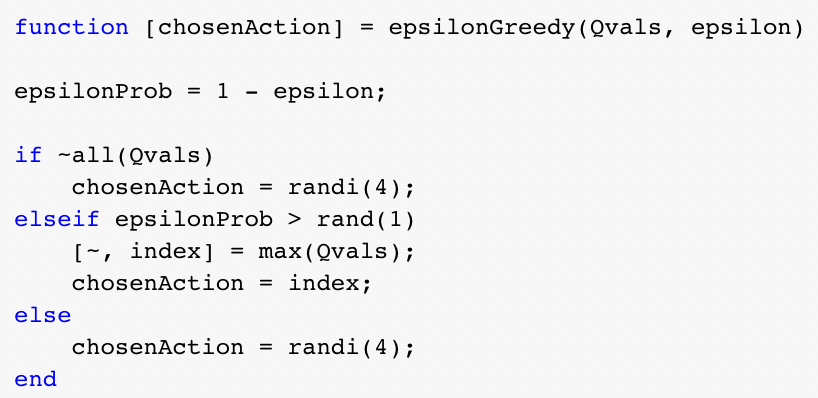 function [chosenAction] = epsilonGreedy(Qvals, epsilon)
epsilonProb = 1 - epsilon;
if ~all(Qvals)
    chosenAction = randi(4);
elseif epsilonProb > rand(1)
    [~, index] = max(Qvals);
    chosenAction = index;
else
    chosenAction = randi(4);
end